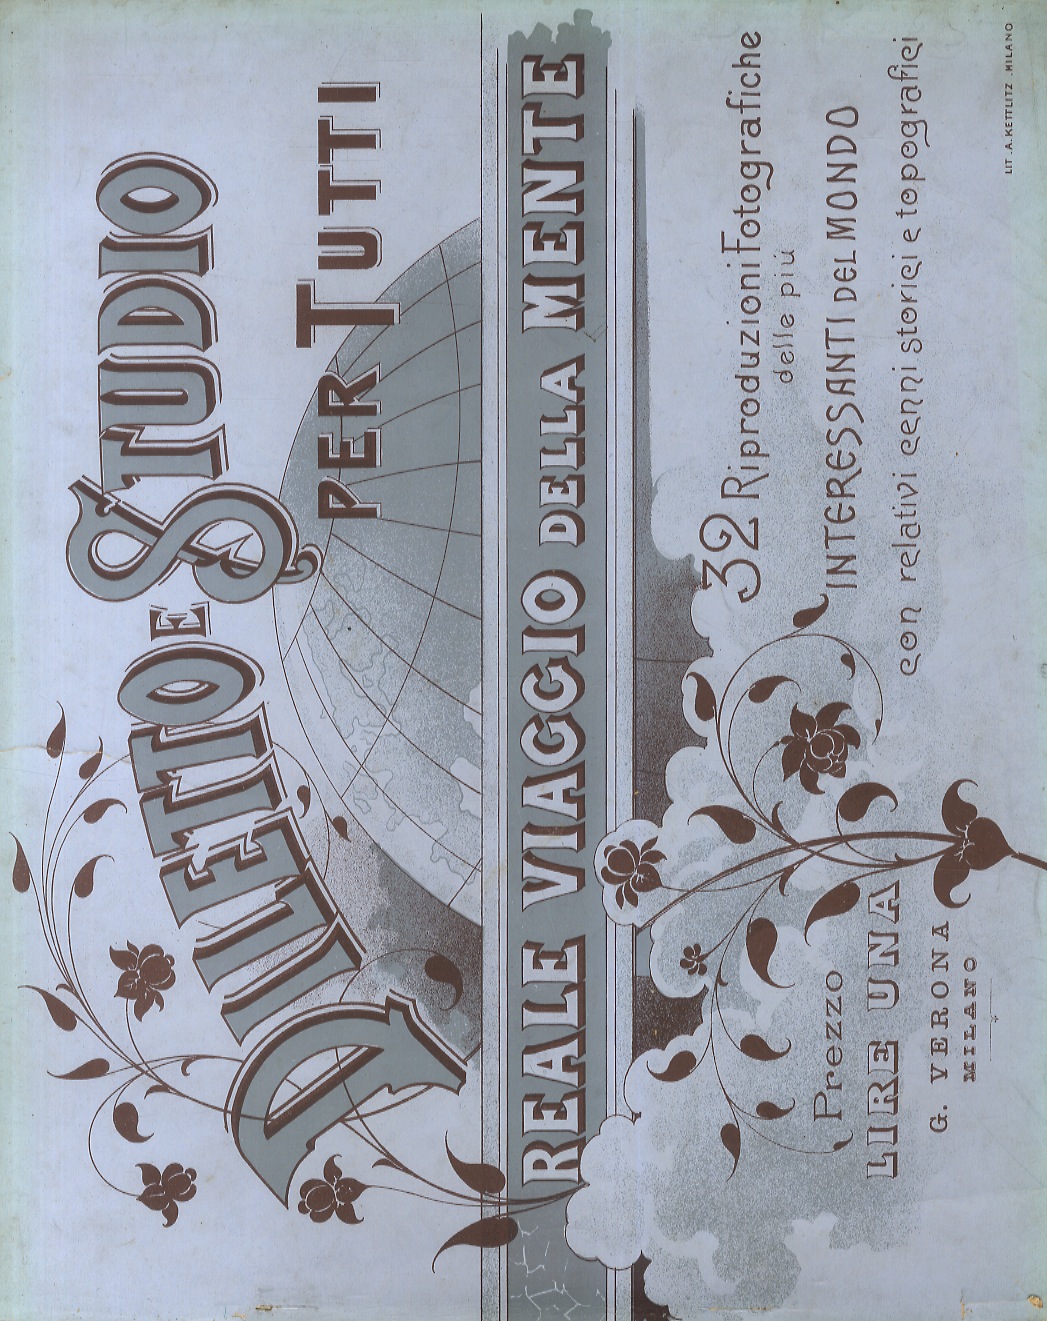 DILETTO E STUDIO
PER TUTTI
REALE VIAGGIO DELLA MENTE
32 Riproduzioni Fotografiche
delle più
INTERESSANTI DEL MONDO
con relativi cenni storici e topografici
Prezzo
LIRE UNA
G. VERONA
MILANO
LIT. A. KETTLITZ. MILANO